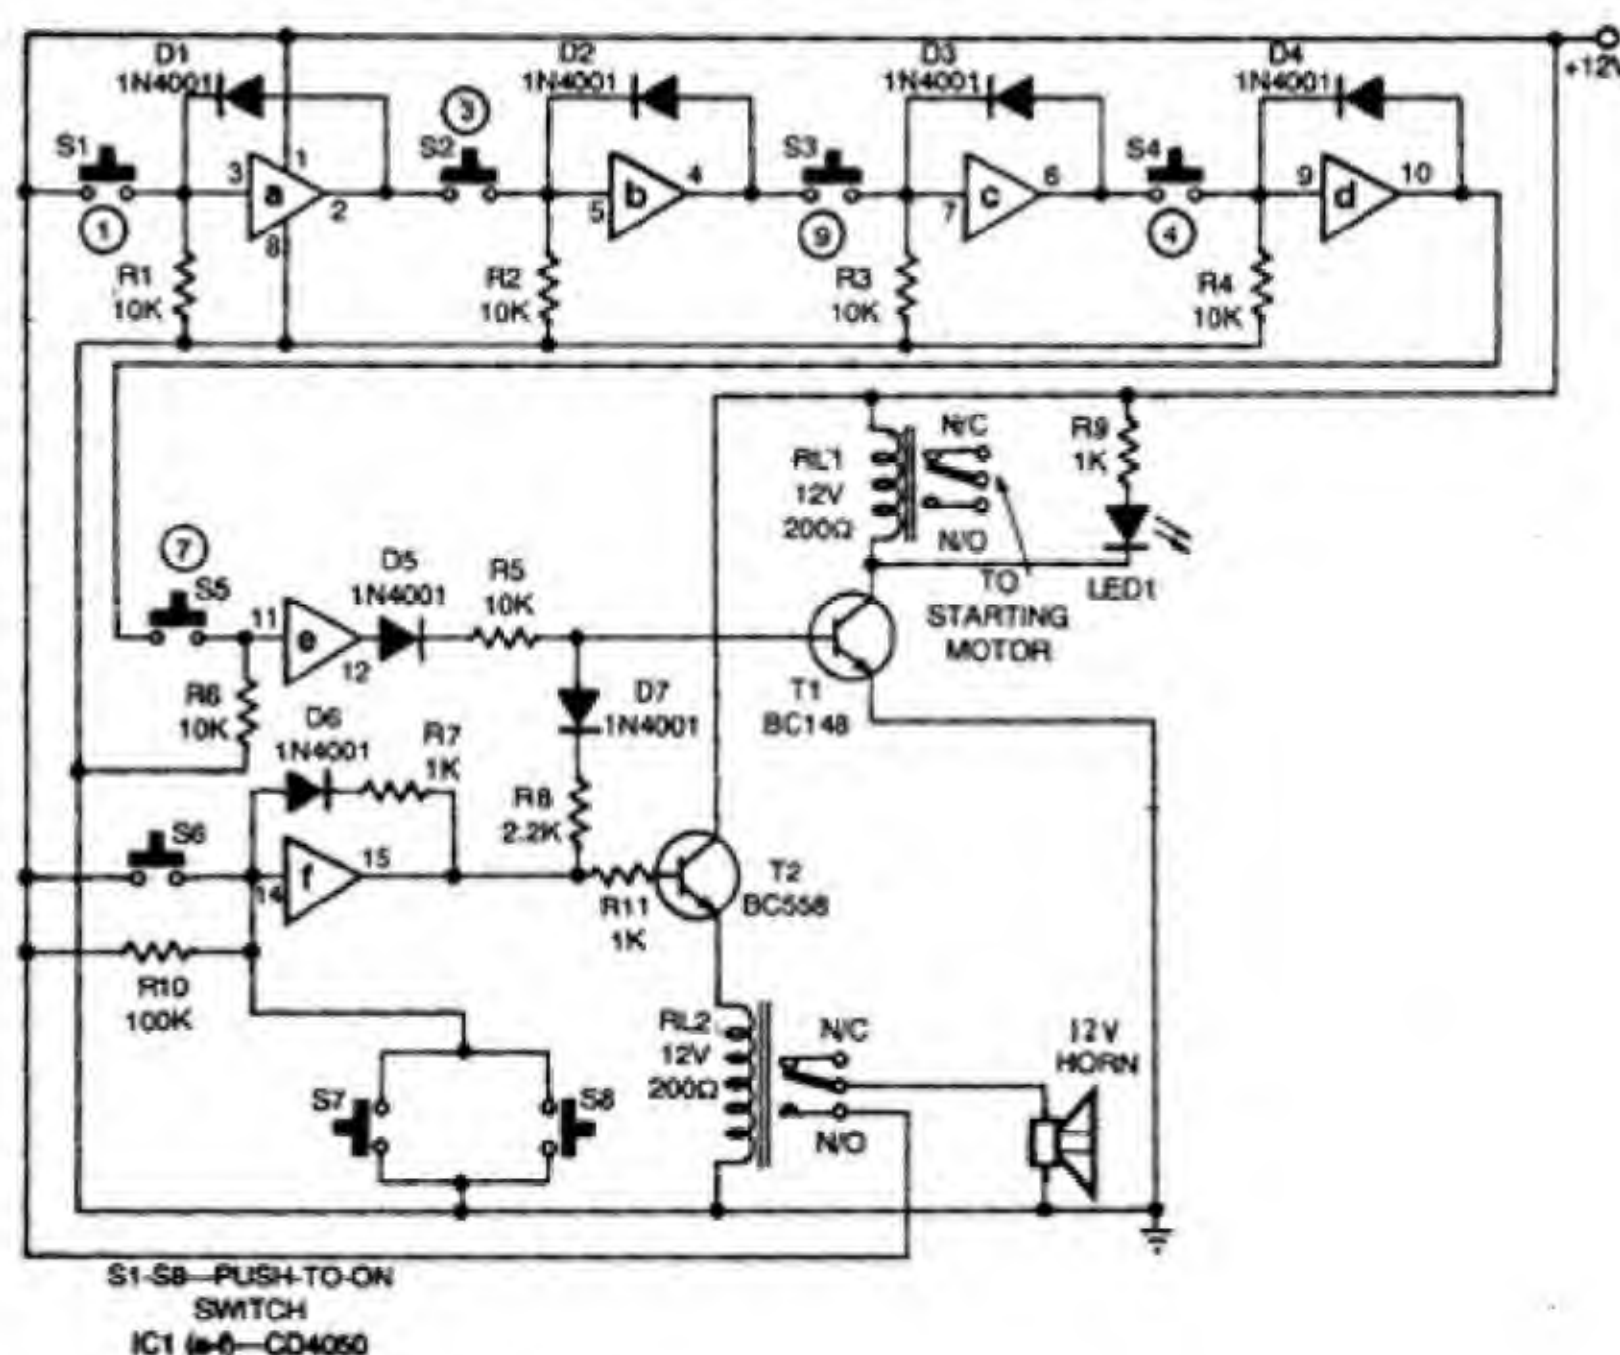 +12V
D1
1N4001
D2
1N4001
D3
1N4001
D4
1N4001
S1
1
3
a
1
2
8
S2
3
5
b
4
S3
9
7
c
6
S4
4
9
d
10
R1
10K
R2
10K
R3
10K
R4
10K
RL1
12V
200Ω
N/C
N/O
R9
1K
LED1
TO
STARTING
MOTOR
7
S5
11
e
12
D5
1N4001
R5
10K
R6
10K
D6
1N4001
R7
1K
D7
1N4001
R8
2.2K
T1
BC148
S6
14
f
15
R11
1K
T2
BC558
R10
100K
S7
S8
RL2
12V
200Ω
N/C
N/O
12V
HORN
S1-S8—PUSH-TO-ON
SWITCH
IC1 (a-f)—CD4050